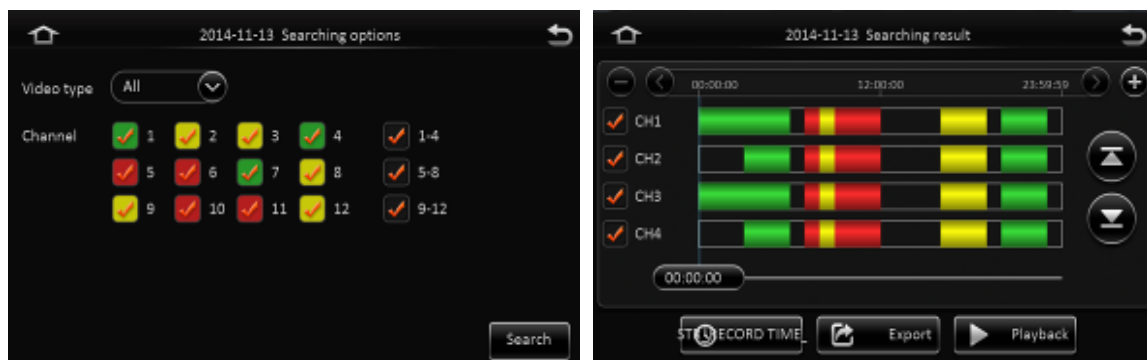 2014-11-13 Searching options
Video type All
Channel 1 2 3 4 1-4
5 6 7 8 5-8
9 10 11 12 9-12
Search
2014-11-13 Searching result
00:00:00 12:00:00 23:59:59
CH1
CH2
CH3
CH4
00:00:00
RECORD TIME_ Export Playback